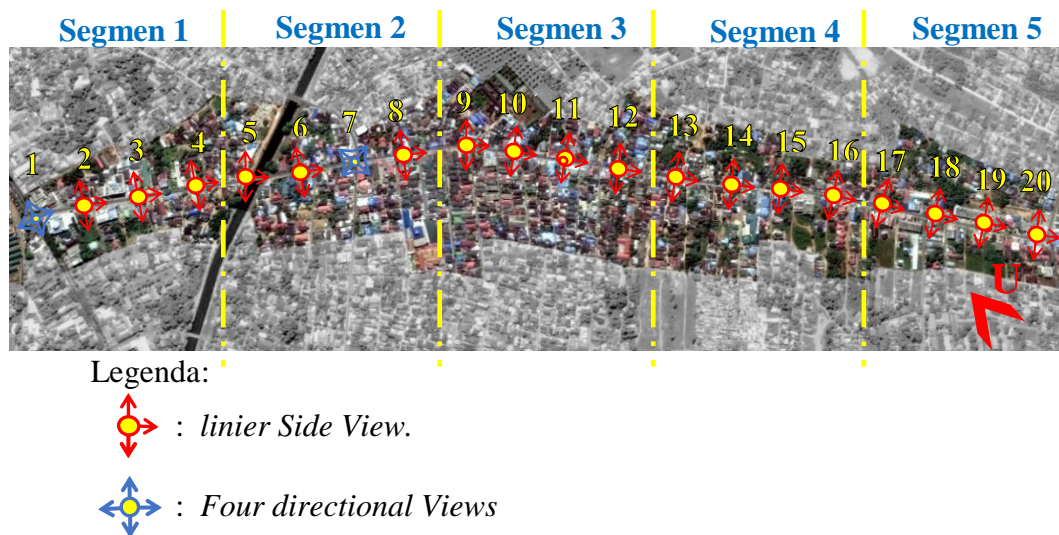 Segmen 1 Segmen 2 Segmen 3 Segmen 4 Segmen 5
1 2 3 4 5 6 7 8 9 10 11 12 13 14 15 16 17 18 19 20
U
Legenda:
: linier Side View.
: Four directional Views